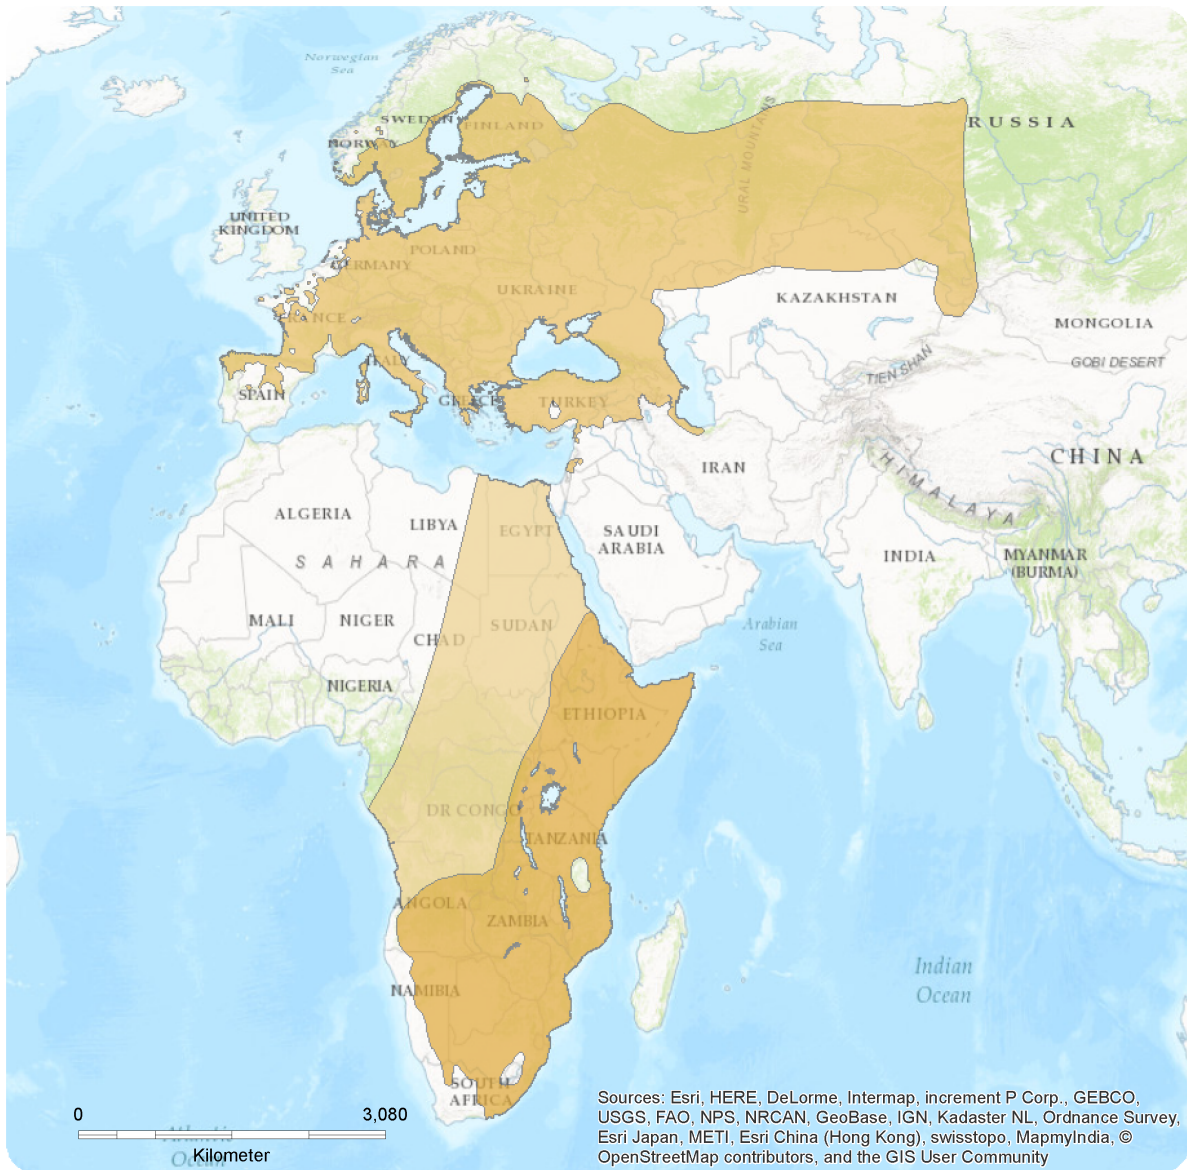 Norwegian
Sea
SWEDEN
FINLAND
NORWAY
RUSSIA
URAL MOUNTAINS
UNITED
KINGDOM
POLAND
GERMANY
UKRAINE
KAZAKHSTAN
FRANCE
MONGOLIA
ITALY
TIEN SHAN
GOBI DESERT
SPAIN
GREECE
TURKEY
CHINA
IRAN
HIMALAYA
ALGERIA
LIBYA
EGYPT
SAUDI
ARABIA
SAHARA
INDIA
MYANMAR
(BURMA)
MALI
NIGER
CHAD
SUDAN
Arabian
Sea
NIGERIA
ETHIOPIA
DR CONGO
TANZANIA
ANGOLA
ZAMBIA
Indian
Ocean
NAMIBIA
SOUTH
AFRICA
0 3,080
Kilometer
Atlantic
Ocean
Sources: Esri, HERE, DeLorme, Intermap, increment P Corp., GEBCO,
USGS, FAO, NPS, NRCAN, GeoBase, IGN, Kadaster NL, Ordnance Survey,
Esri Japan, METI, Esri China (Hong Kong), swisstopo, MapmyIndia, ©
OpenStreetMap contributors, and the GIS User Community